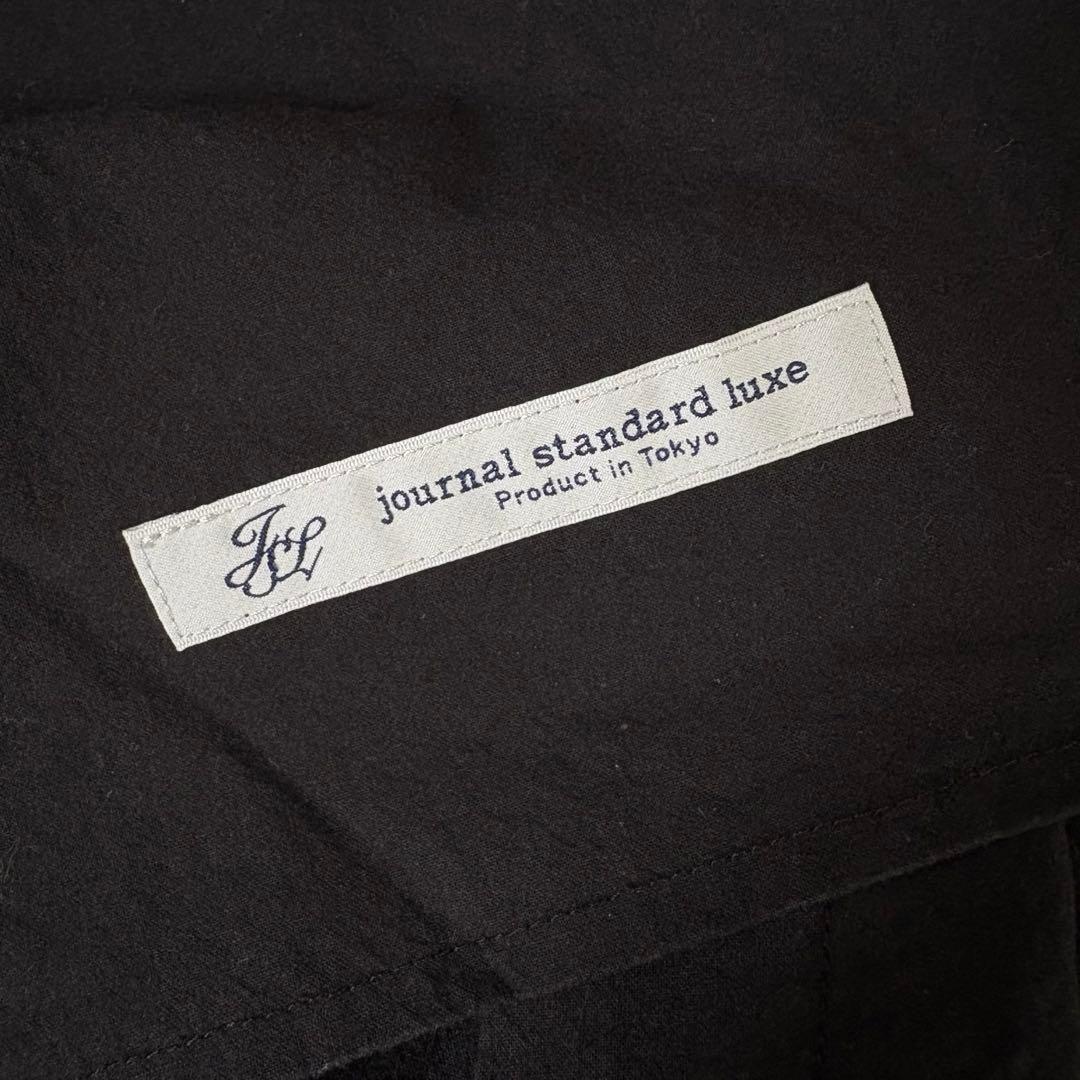 JSL
journal standard luxe
Product in Tokyo